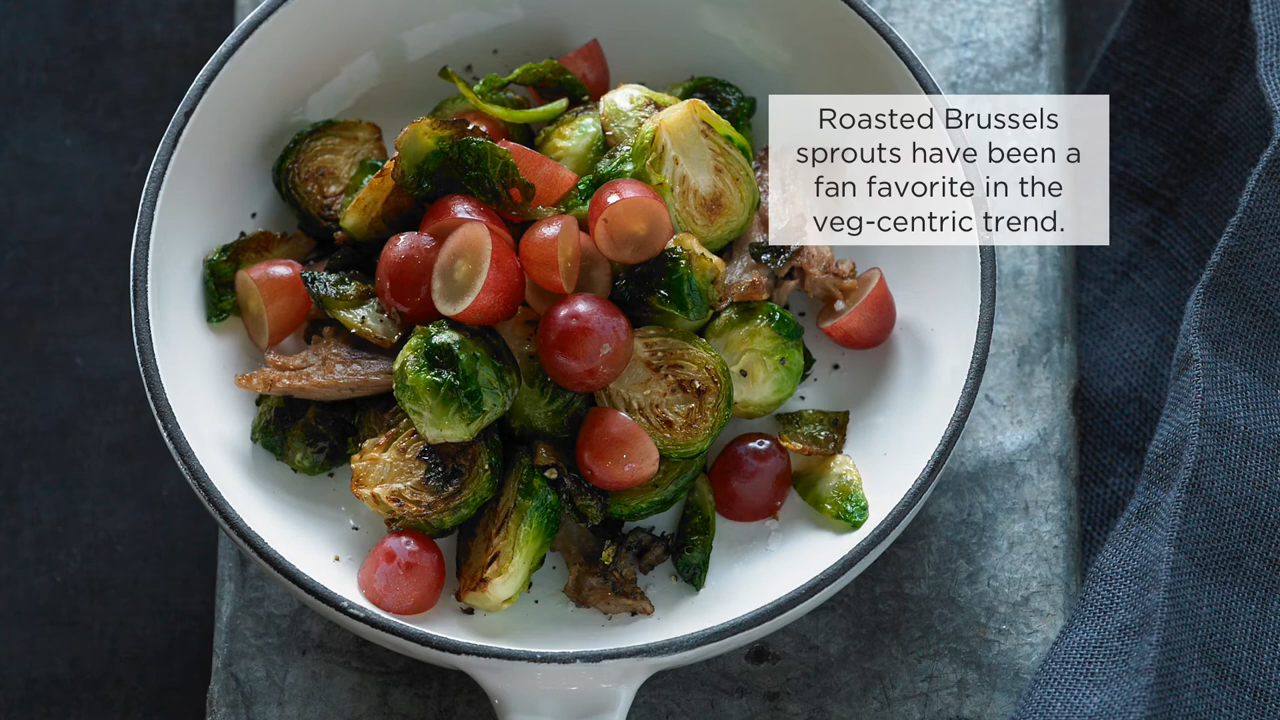 Roasted Brussels
sprouts have been a
fan favorite in the
veg-centric trend.